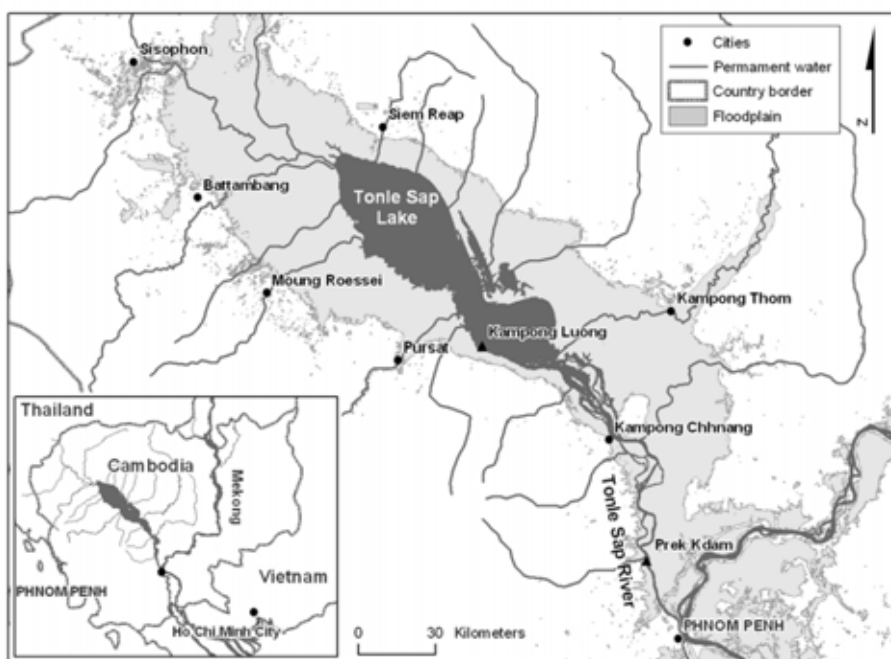 Sisophon
Cities
Permament water
Country border
Floodplain
Z
Siem Reap
Battambang
Tonle Sap
Lake
Moung Roessei
Kampong Thom
Kampong Luong
Pursat
Kampong Chhnang
Tonle Sap River
Prek Kdam
PHNOM PENH
Thailand
Cambodia
Mekong
Vietnam
PHNOM PENH
Ho Chi Minh City
0 30 Kilometers